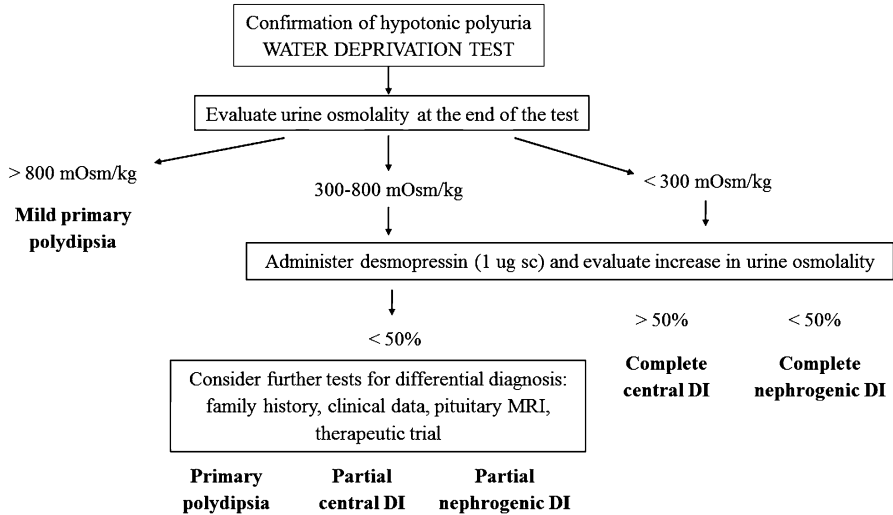 Confirmation of hypotonic polyuria
WATER DEPRIVATION TEST
Evaluate urine osmolality at the end of the test
> 800 mOsm/kg
Mild primary
polydipsia
300-800 mOsm/kg
< 300 mOsm/kg
Administer desmopressin (1 ug sc) and evaluate increase in urine osmolality
< 50%
> 50%
Complete
central DI
< 50%
Complete
nephrogenic DI
Consider further tests for differential diagnosis:
family history, clinical data, pituitary MRI,
therapeutic trial
Primary
polydipsia
Partial
central DI
Partial
nephrogenic DI